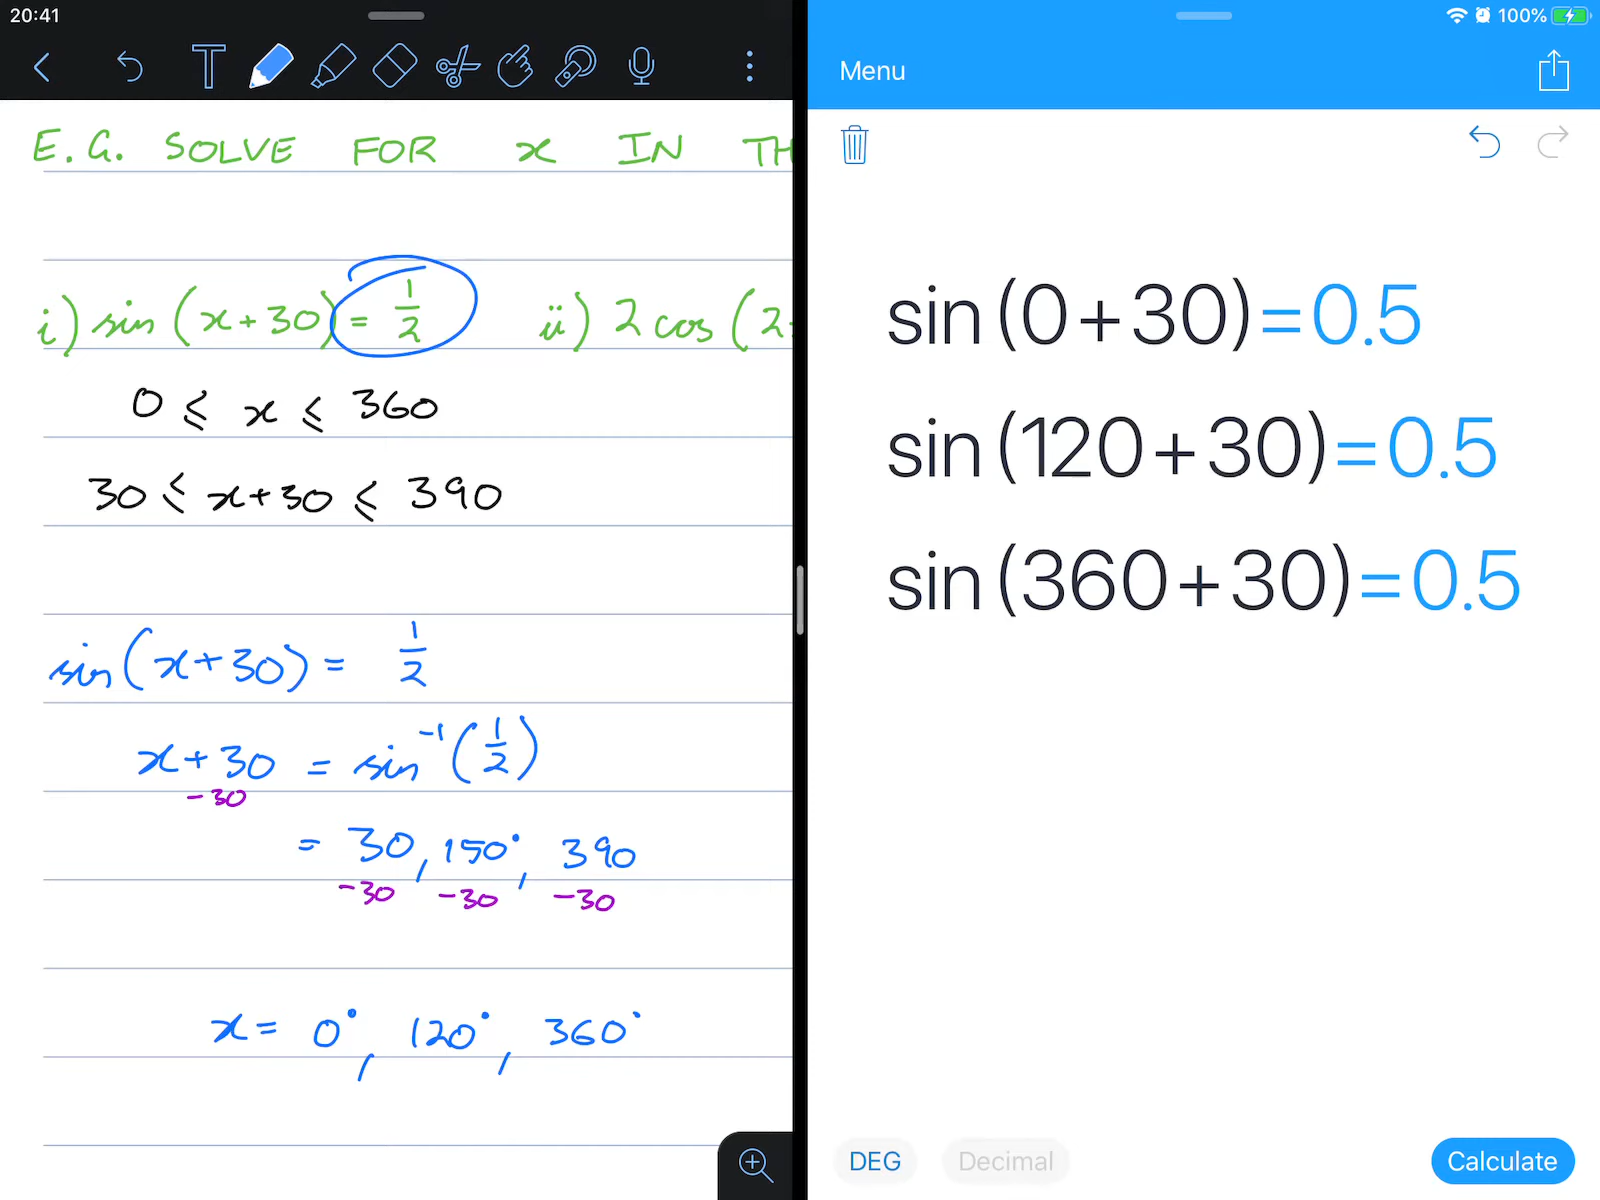 20:41
E.G. SOLVE FOR x IN TH
i) sin (x+30) = 1/2 ii) 2 cos (2
0 ⩽ x ⩽ 360
30 ⩽ x+30 ⩽ 390
sin (x+30) = 1/2
x+30 = sin⁻¹ (1/2)
-30
= 30, 150°, 390
-30 -30 -30
x = 0°, 120°, 360°
100%
Menu
sin (0+30)=0.5
sin (120+30)=0.5
sin (360+30)=0.5
DEG Decimal Calculate